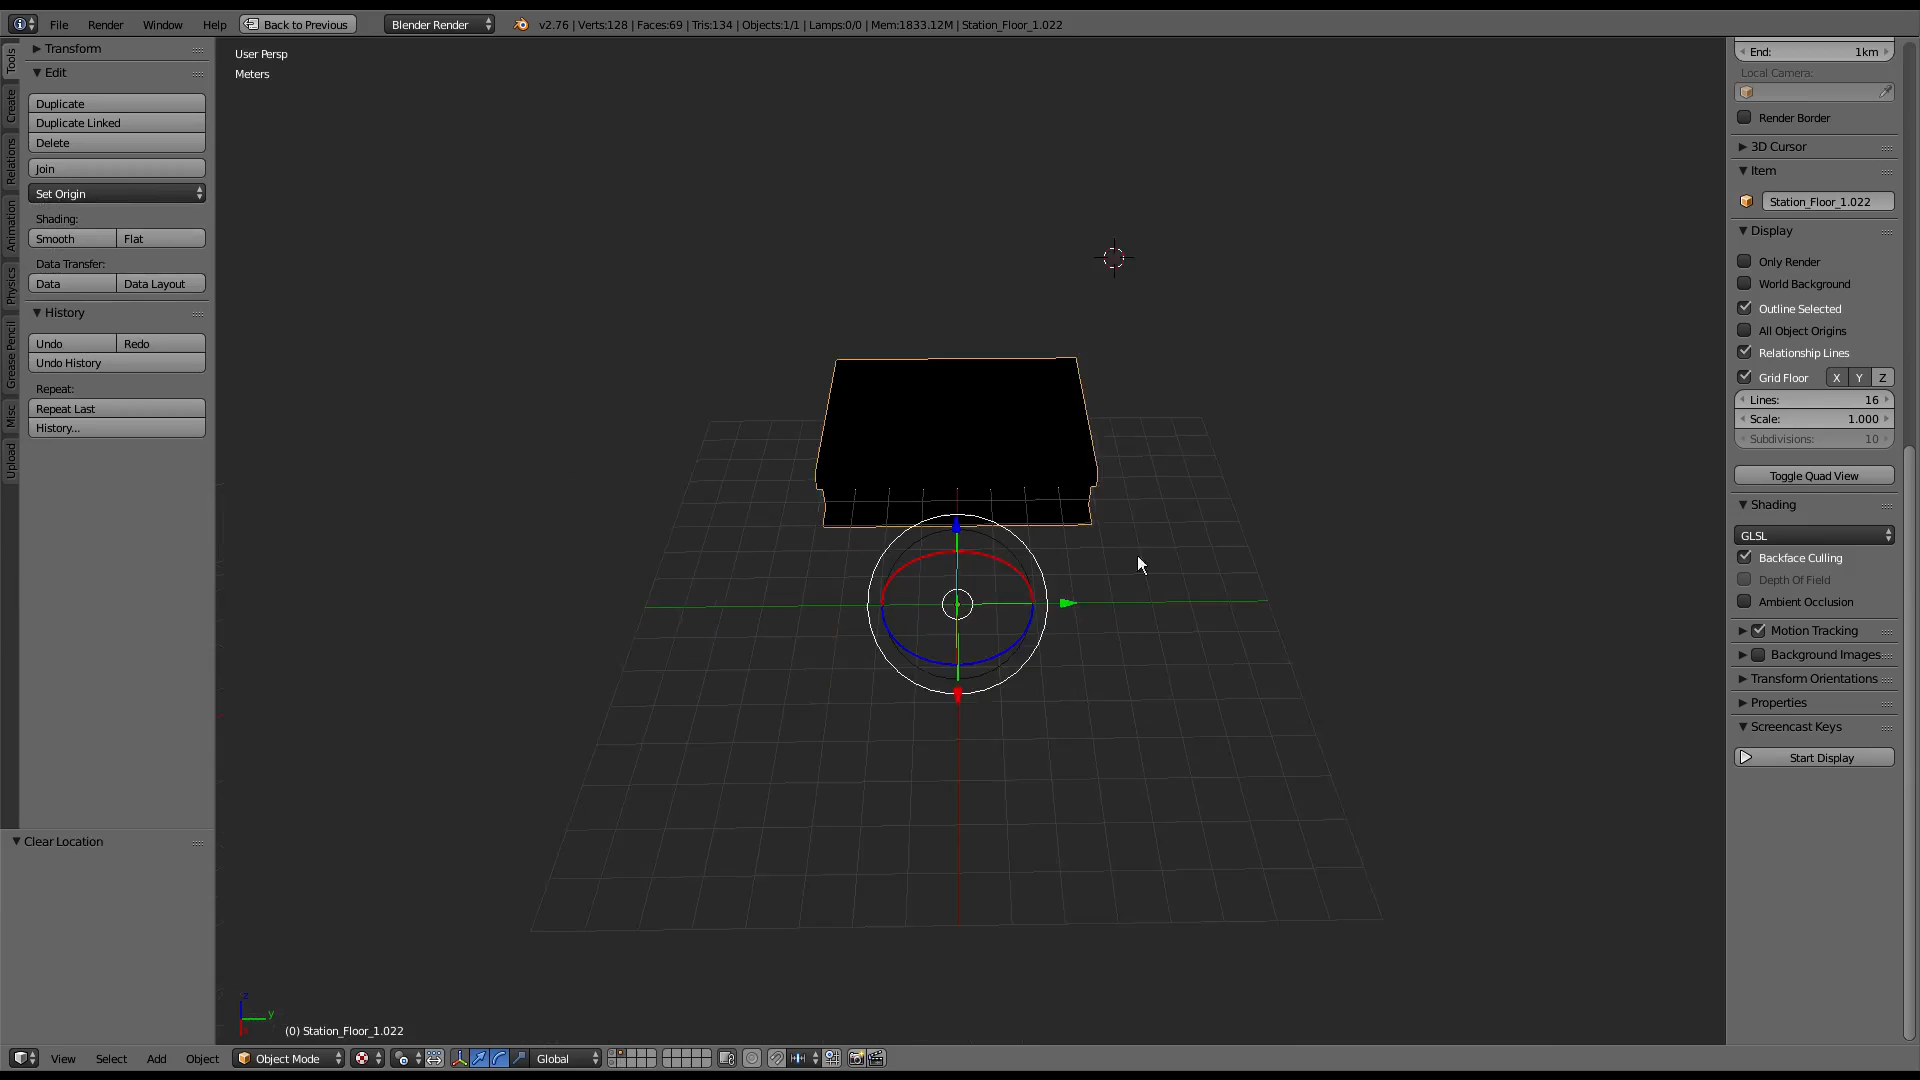 File Render Window Help Back to Previous Blender Render v2.76 | Verts:128 | Faces:69 | Tris:134 | Objects:1/1 | Lamps:0/0 | Mem:1833.12M | Station_Floor_1.022
Tools
Create
Relations
Animation
Physics
Grease Pencil
Misc
Upload
Transform
Edit
Duplicate
Duplicate Linked
Delete
Join
Set Origin
Shading:
Smooth Flat
Data Transfer:
Data Data Layout
History
Undo Redo
Undo History
Repeat:
Repeat Last
History...
Clear Location
User Persp
Meters
z
y
(0) Station_Floor_1.022
End: 1km
Local Camera:
Render Border
3D Cursor
Item
Station_Floor_1.022
Display
Only Render
World Background
Outline Selected
All Object Origins
Relationship Lines
Grid Floor X Y Z
Lines: 16
Scale: 1.000
Subdivisions: 10
Toggle Quad View
Shading
GLSL
Backface Culling
Depth Of Field
Ambient Occlusion
Motion Tracking
Background Images
Transform Orientations
Properties
Screencast Keys
Start Display
View Select Add Object Object Mode Global